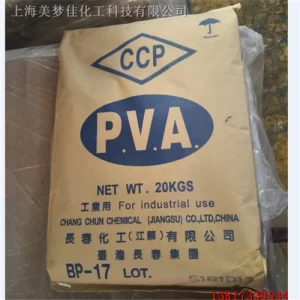 上海美梦佳化工科技有限公司
CCP
P.V.A.
NET WT. 20KGS
工業用 For industrial use
CHANG CHUN CHEMICAL (JIANGSU) CO.,LTD,CHINA
長春化工(江蘇)有限公司
臺灣長春集團
BP-17 LOT.